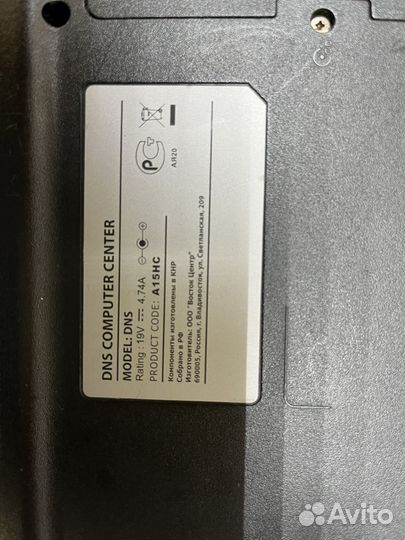 DNS COMPUTER CENTER
MODEL: DNS
Rating : 19V ⎓ 4.74A
PRODUCT CODE: A15HC
Компоненты изготовлены в КНР
Собрано в РФ
Изготовитель: ООО "Восток Центр"
690005, Россия, г. Владивосток, ул. Светланская, 209
АЯ20
Avito